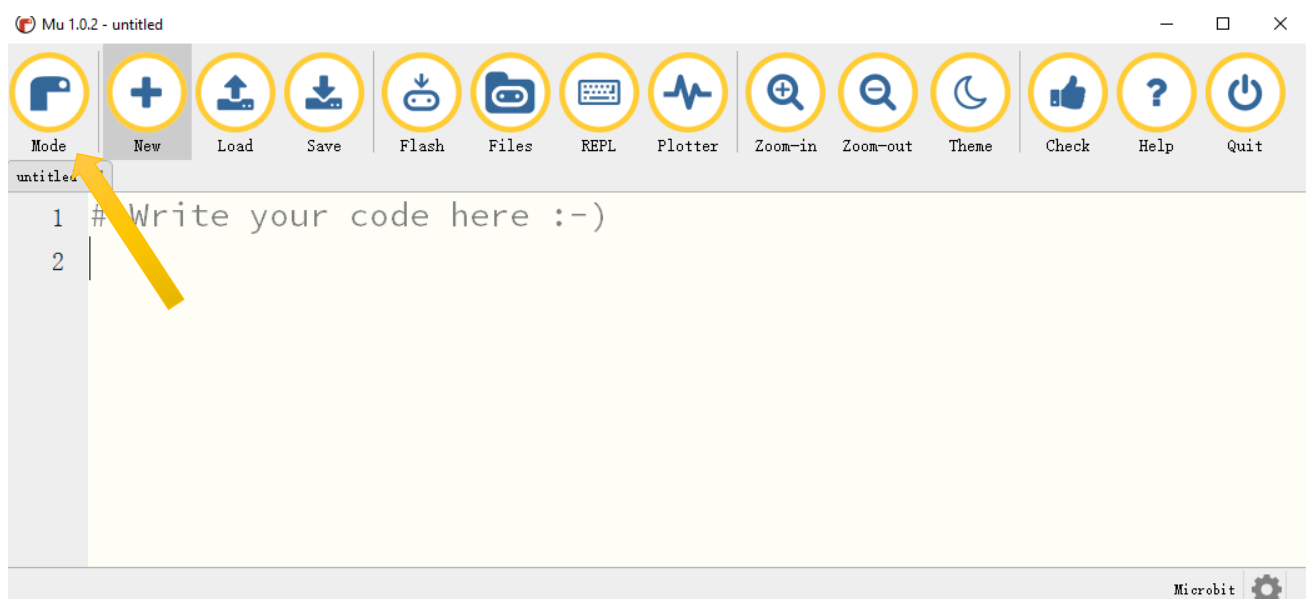 Mu 1.0.2 - untitled
Mode New Load Save Flash Files REPL Plotter Zoom-in Zoom-out Theme Check Help Quit
untitled
1 # Write your code here :-)
2
Microbit